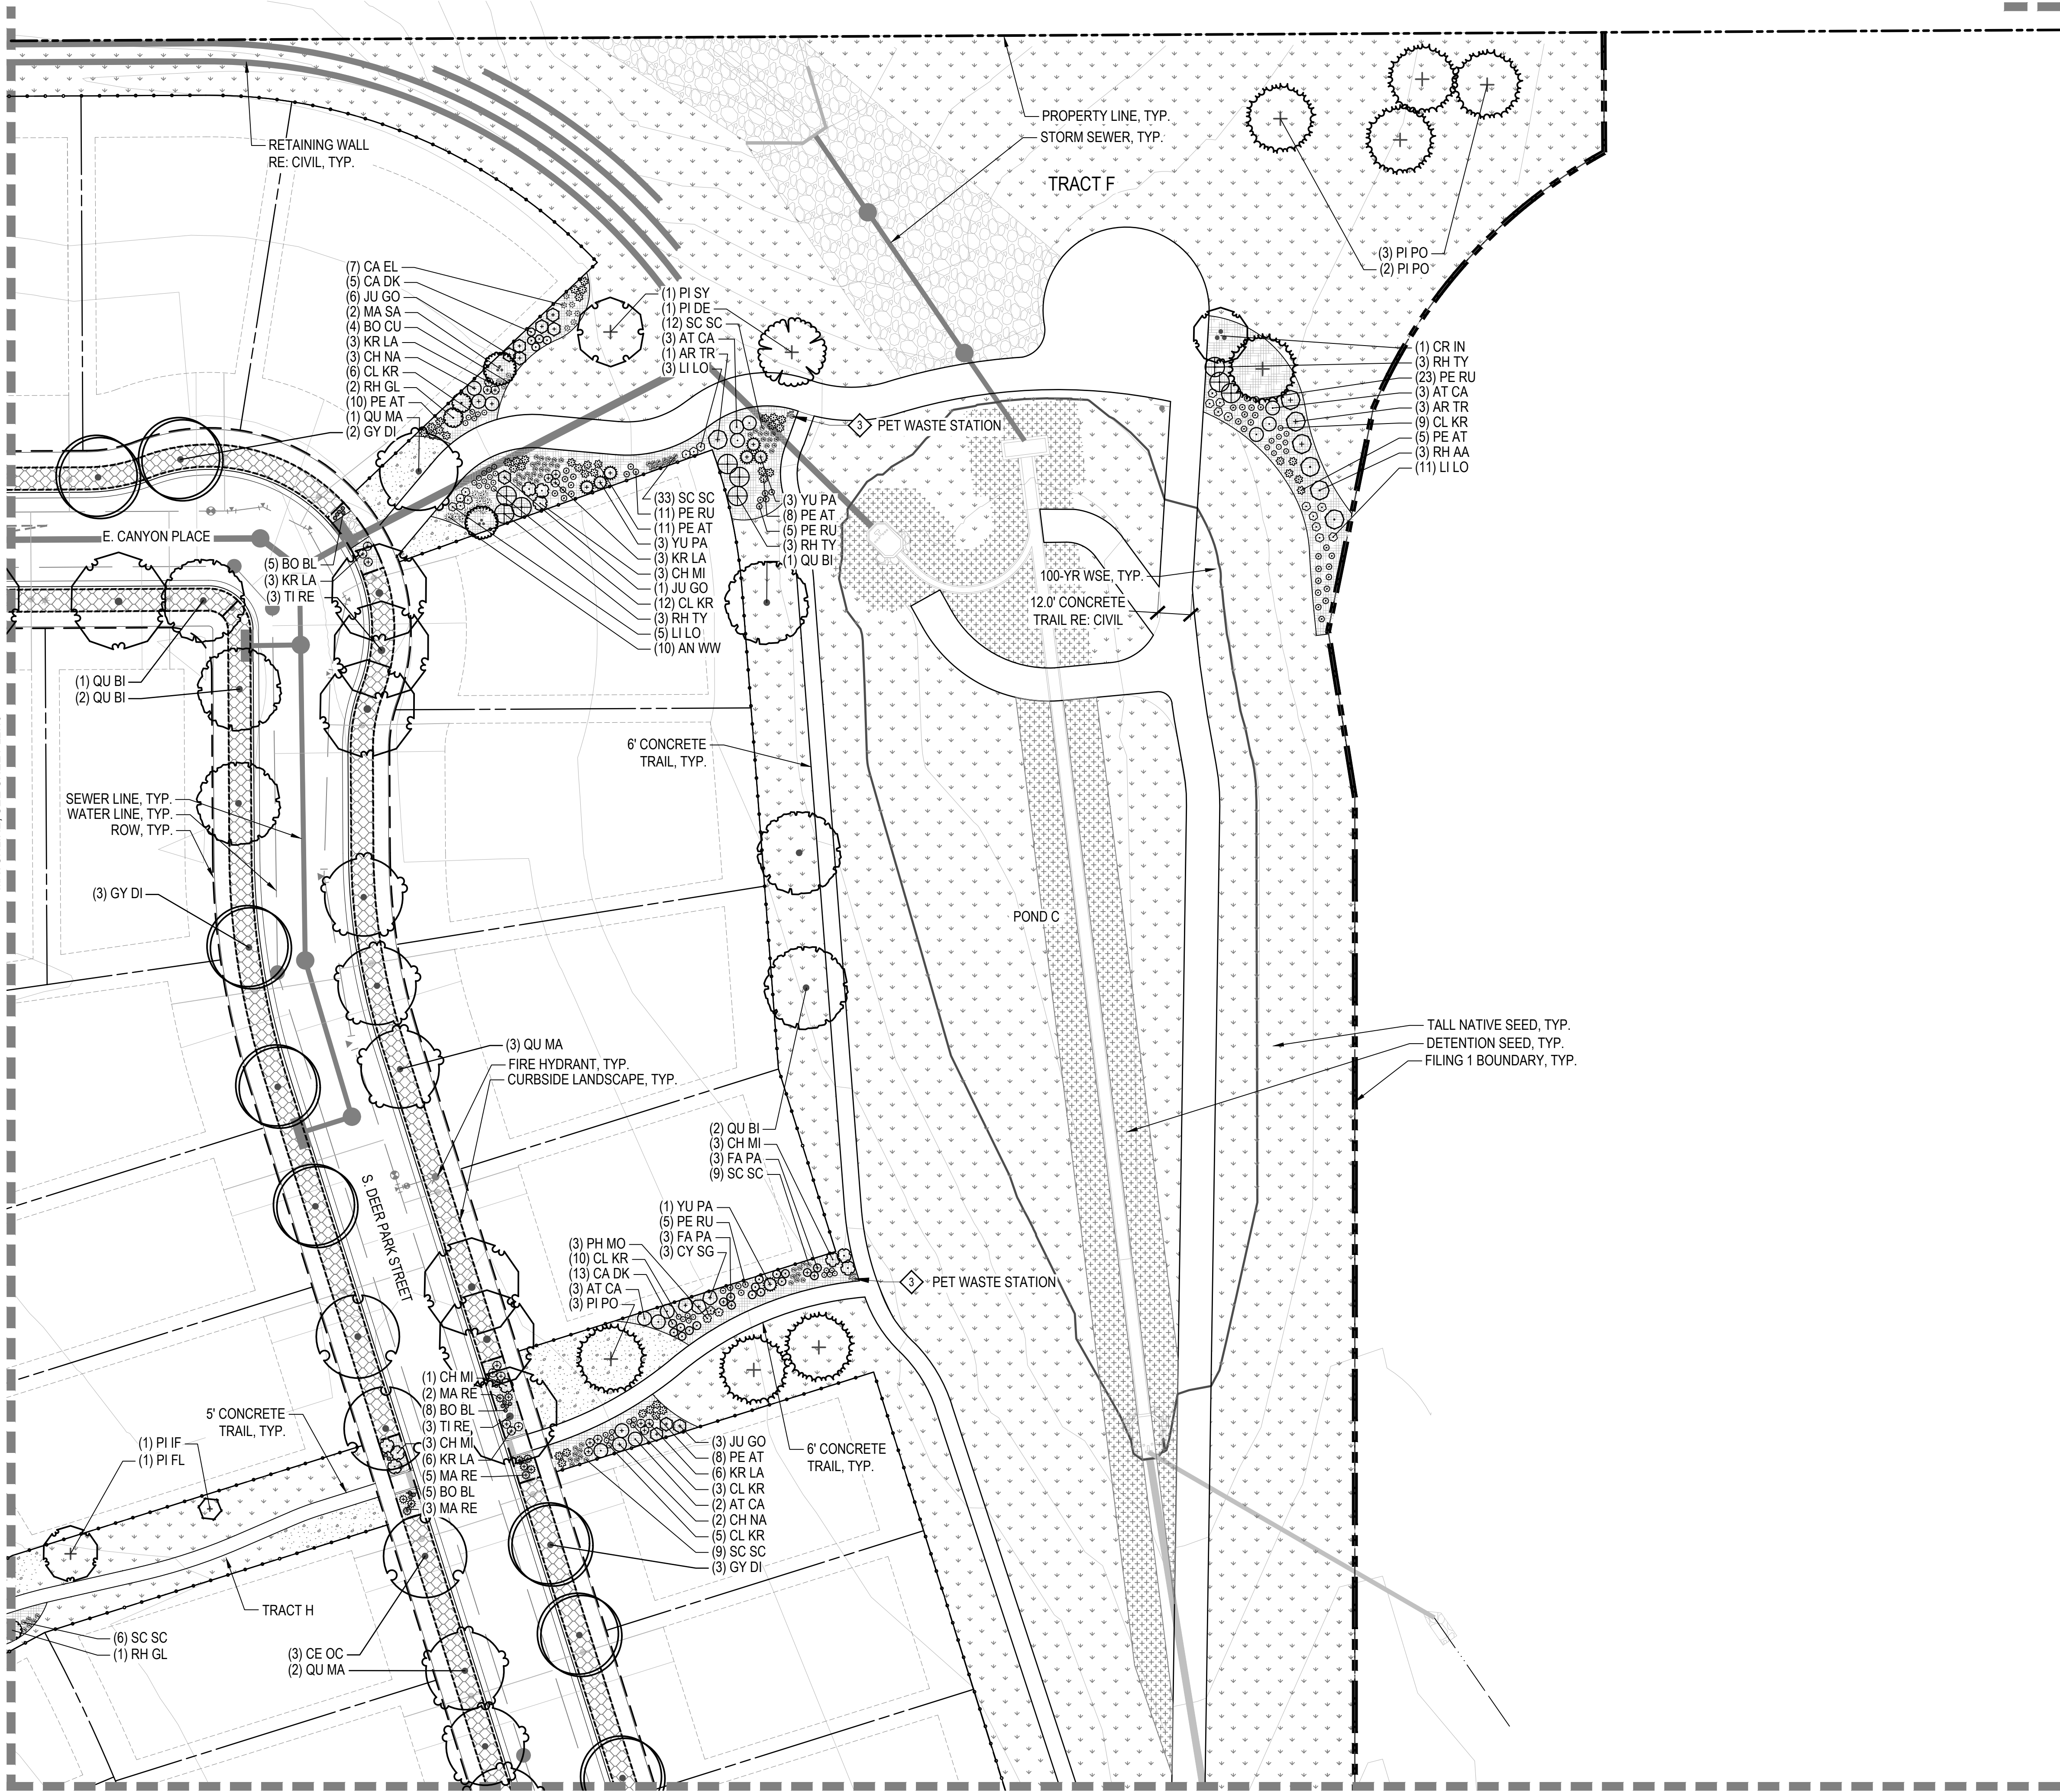 PROPERTY LINE, TYP.
STORM SEWER, TYP.
TRACT F
RETAINING WALL
RE: CIVIL, TYP.
(3) PI PO
(2) PI PO
(7) CA EL
(5) CA DK
(6) JU GO
(2) MA SA
(4) BO CU
(3) KR LA
(3) CH NA
(6) CL KR
(2) RH GL
(10) PE AT
(1) QU MA
(2) GY DI
(1) PI SY
(1) PI DE
(12) SC SC
(3) AT CA
(1) AR TR
(3) LI LO
(1) CR IN
(3) RH TY
(23) PE RU
(3) AT CA
(3) AR TR
(9) CL KR
(5) PE AT
(3) RH AA
(11) LI LO
3
PET WASTE STATION
(33) SC SC
(11) PE RU
(11) PE AT
(3) YU PA
(3) KR LA
(3) CH MI
(1) JU GO
(12) CL KR
(3) RH TY
(5) LI LO
(10) AN WW
(3) YU PA
(8) PE AT
(5) PE RU
(3) RH TY
(1) QU BI
E. CANYON PLACE
(5) BO BL
(3) KR LA
(3) TI RE
100-YR WSE, TYP.
12.0' CONCRETE
TRAIL RE: CIVIL
(1) QU BI
(2) QU BI
6' CONCRETE
TRAIL, TYP.
SEWER LINE, TYP.
WATER LINE, TYP.
ROW, TYP.
(3) GY DI
POND C
TALL NATIVE SEED, TYP.
DETENTION SEED, TYP.
FILING 1 BOUNDARY, TYP.
(3) QU MA
FIRE HYDRANT, TYP.
CURBSIDE LANDSCAPE, TYP.
(2) QU BI
(3) CH MI
(3) FA PA
(9) SC SC
S. DEER PARK STREET
(1) YU PA
(5) PE RU
(3) FA PA
(3) CY SG
(3) PH MO
(10) CL KR
(13) CA DK
(3) AT CA
(3) PI PO
3
PET WASTE STATION
(1) CH MI
(2) MA RE
(8) BO BL
(3) TI RE
(3) CH MI
(6) KR LA
(5) MA RE
(5) BO BL
(3) MA RE
5' CONCRETE
TRAIL, TYP.
(1) PI IF
(1) PI FL
(3) JU GO
(8) PE AT
(6) KR LA
(3) CL KR
(2) AT CA
(2) CH NA
(5) CL KR
(9) SC SC
(3) GY DI
6' CONCRETE
TRAIL, TYP.
TRACT H
(6) SC SC
(1) RH GL
(3) CE OC
(2) QU MA